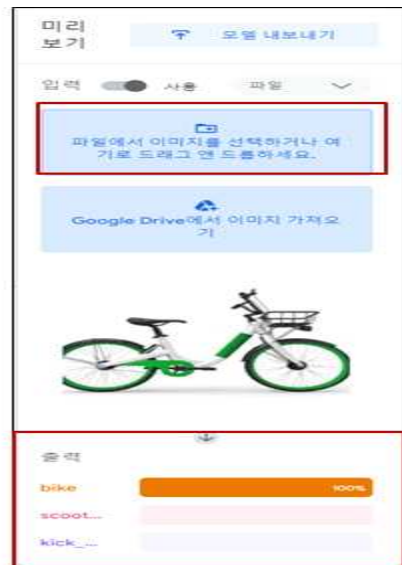 미리
보기
모델 내보내기
입력
사용
파일
파일에서 이미지를 선택하거나 여
기로 드래그 앤 드롭하세요.
Google Drive에서 이미지 가져오
기
출력
bike
100%
scoot...
kick_...